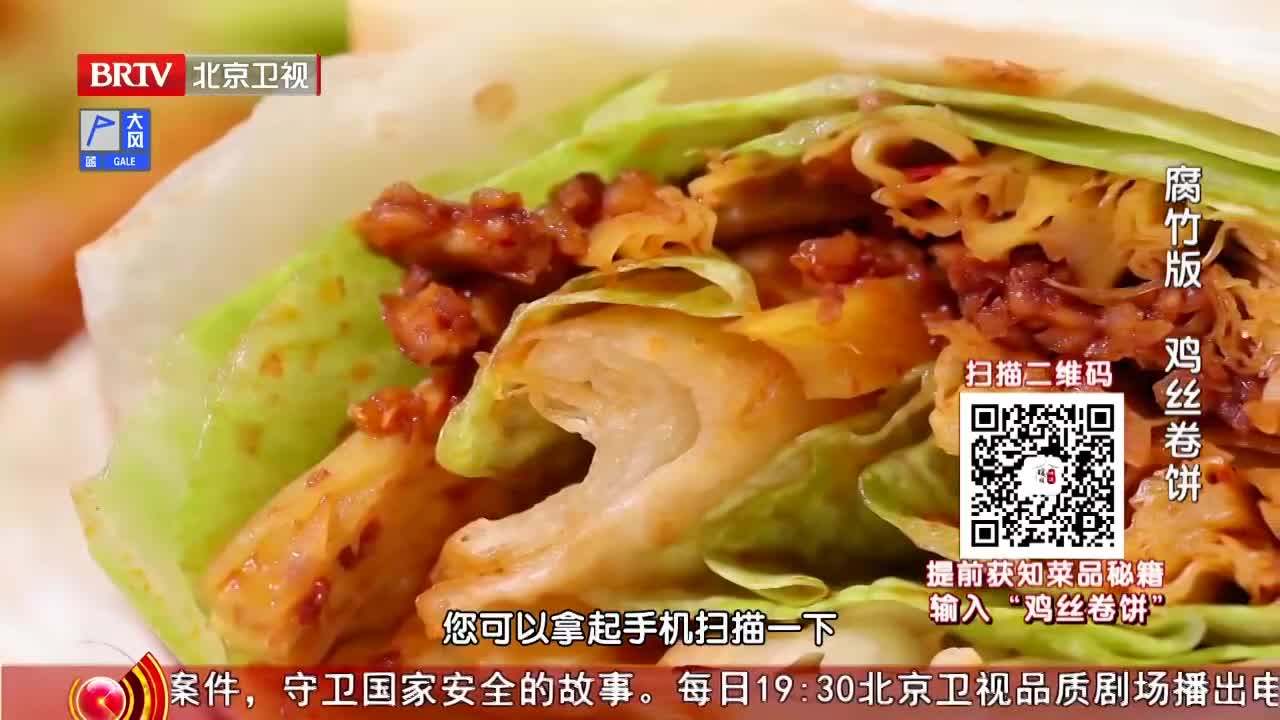 BRTV 北京卫视
大风
蓝 GALE
腐竹版 鸡丝卷饼
扫描二维码
提前获知菜品秘籍
输入“鸡丝卷饼”
您可以拿起手机扫描一下
案件，守卫国家安全的故事。每日19:30北京卫视品质剧场播出电